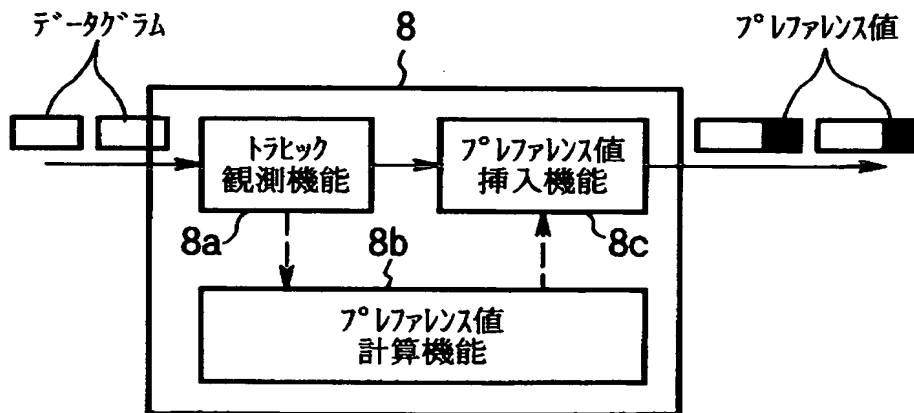 データグラム
8
プレファレンス値
トラヒック
観測機能
プレファレンス値
挿入機能
8a
8b
8c
プレファレンス値
計算機能